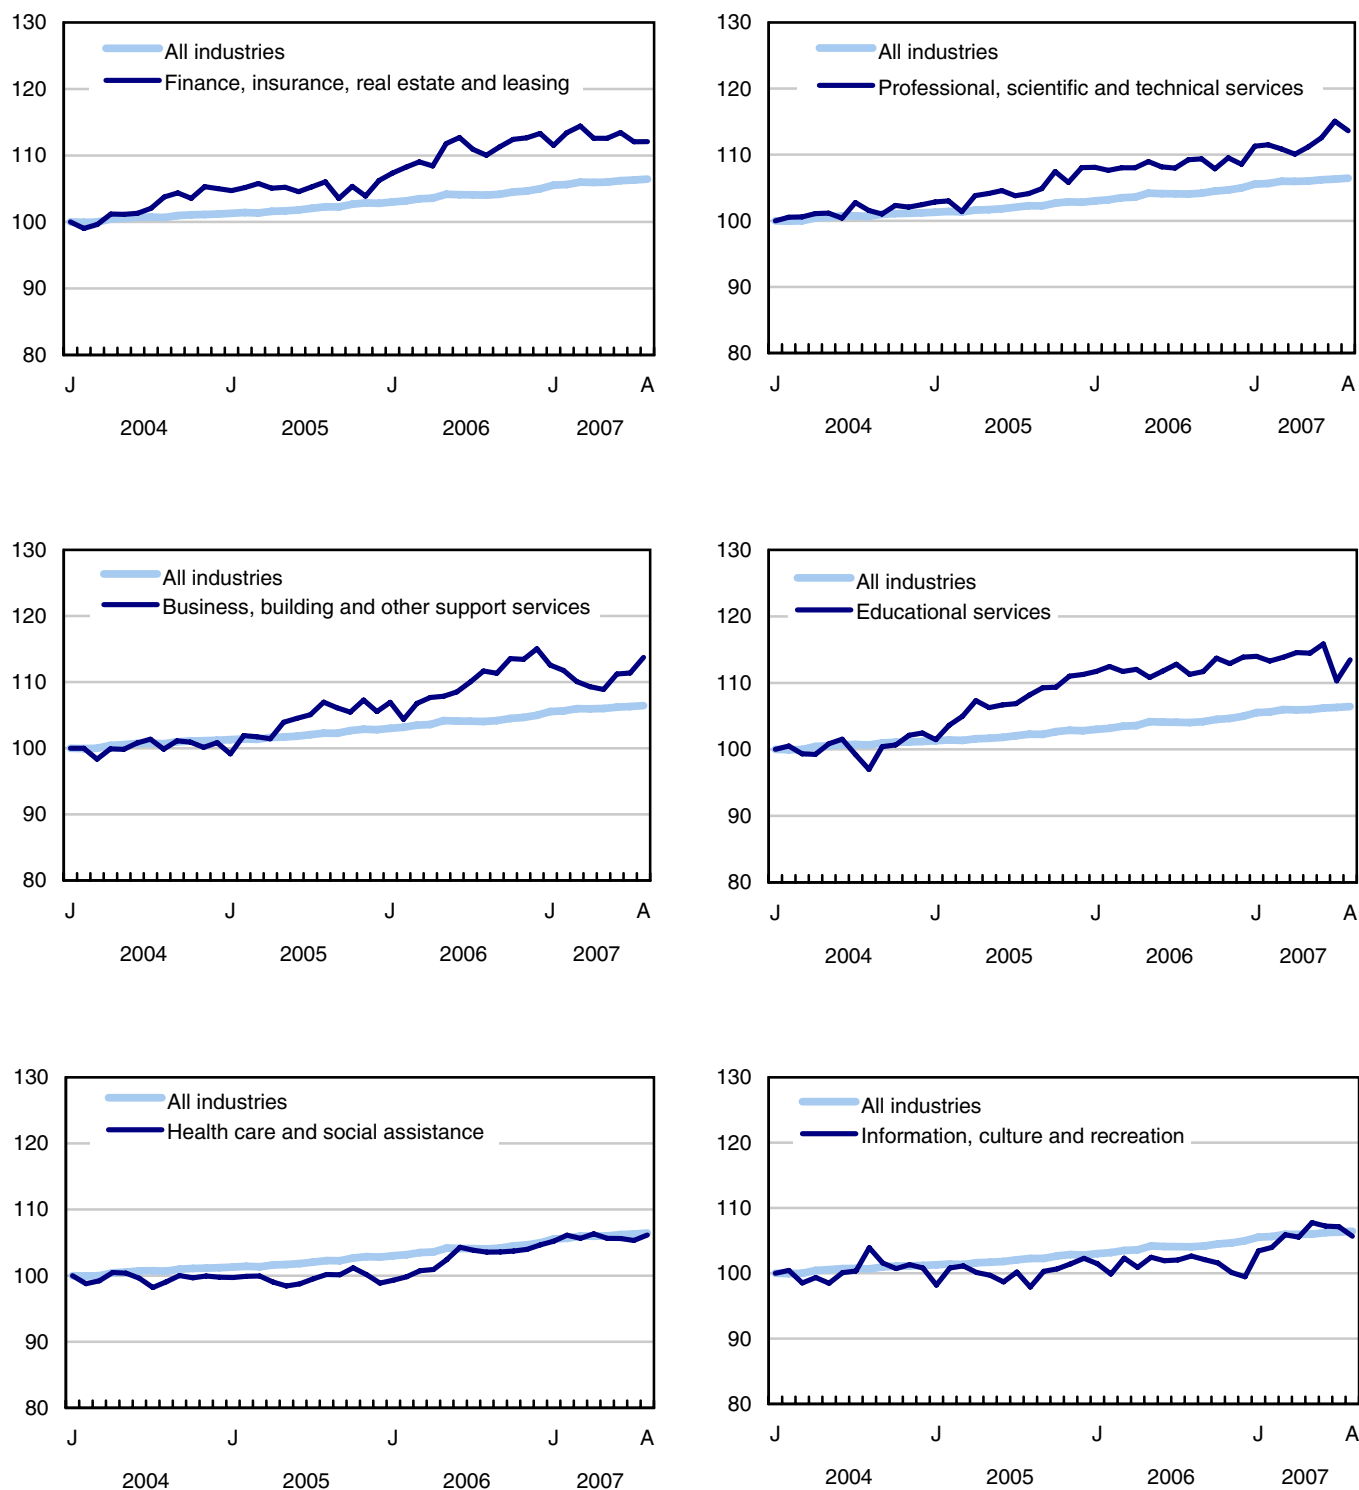 130
All industries
Finance, insurance, real estate and leasing
120
110
100
90
80
J J J J A
2004 2005 2006 2007
130
All industries
Professional, scientific and technical services
120
110
100
90
80
J J J J A
2004 2005 2006 2007
130
All industries
Business, building and other support services
120
110
100
90
80
J J J J A
2004 2005 2006 2007
130
All industries
Educational services
120
110
100
90
80
J J J J A
2004 2005 2006 2007
130
All industries
Health care and social assistance
120
110
100
90
80
J J J J A
2004 2005 2006 2007
130
All industries
Information, culture and recreation
120
110
100
90
80
J J J J A
2004 2005 2006 2007